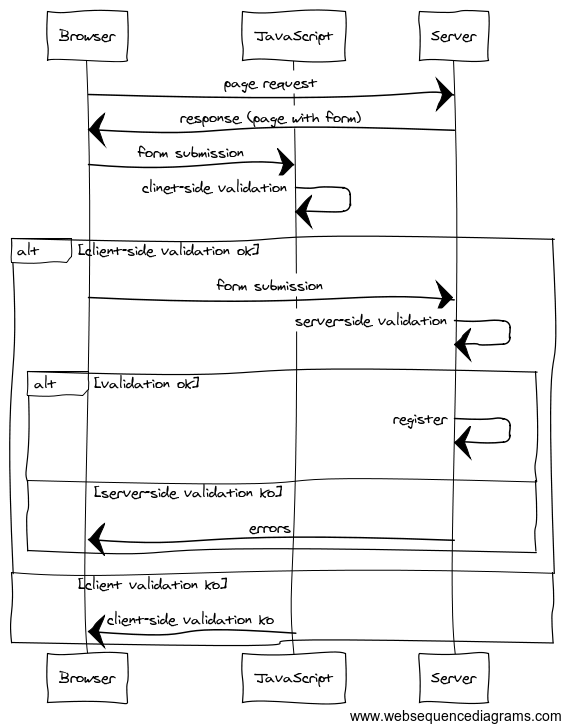 Browser JavaScript Server
page request
response (page with form)
form submission
clinet-side validation
alt [client-side validation ok]
form submission
server-side validation
alt [validation ok]
register
[server-side validation ko]
errors
[client validation ko]
client-side validation ko
Browser JavaScript Server
www.websequencediagrams.com